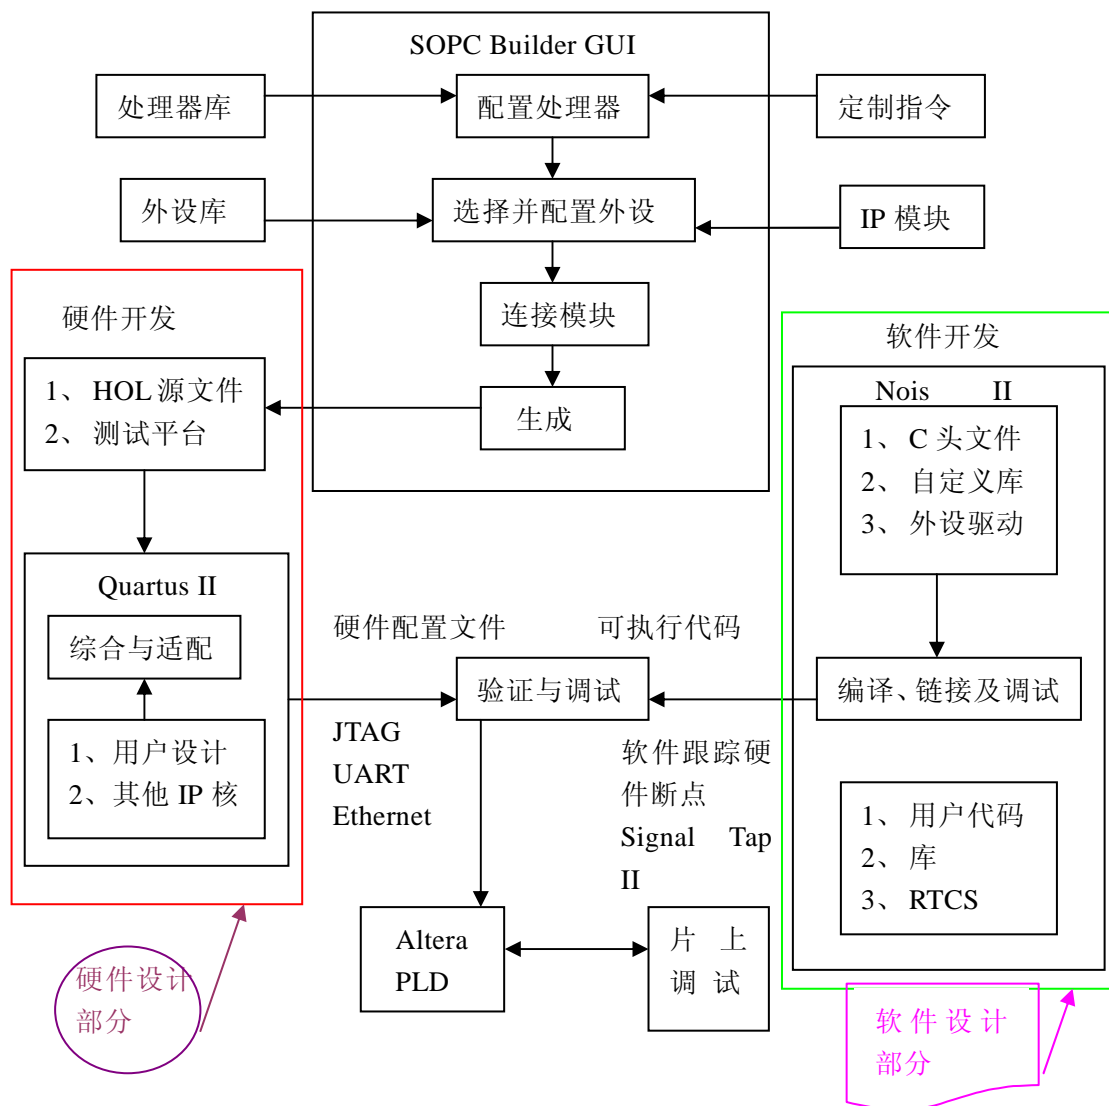 SOPC Builder GUI
处理器库
配置处理器
定制指令
外设库
选择并配置外设
IP 模块
连接模块
生成
硬件开发
1、 HOL 源文件
2、 测试平台
Quartus II
综合与适配
1、用户设计
2、其他 IP 核
软件开发
Nois II
1、 C 头文件
2、 自定义库
3、 外设驱动
编译、链接及调试
1、 用户代码
2、 库
3、 RTCS
硬件配置文件
可执行代码
验证与调试
JTAG
UART
Ethernet
软件跟踪硬
件断点
Signal Tap
II
Altera
PLD
片 上
调 试
硬件设计
部分
软件设计
部分